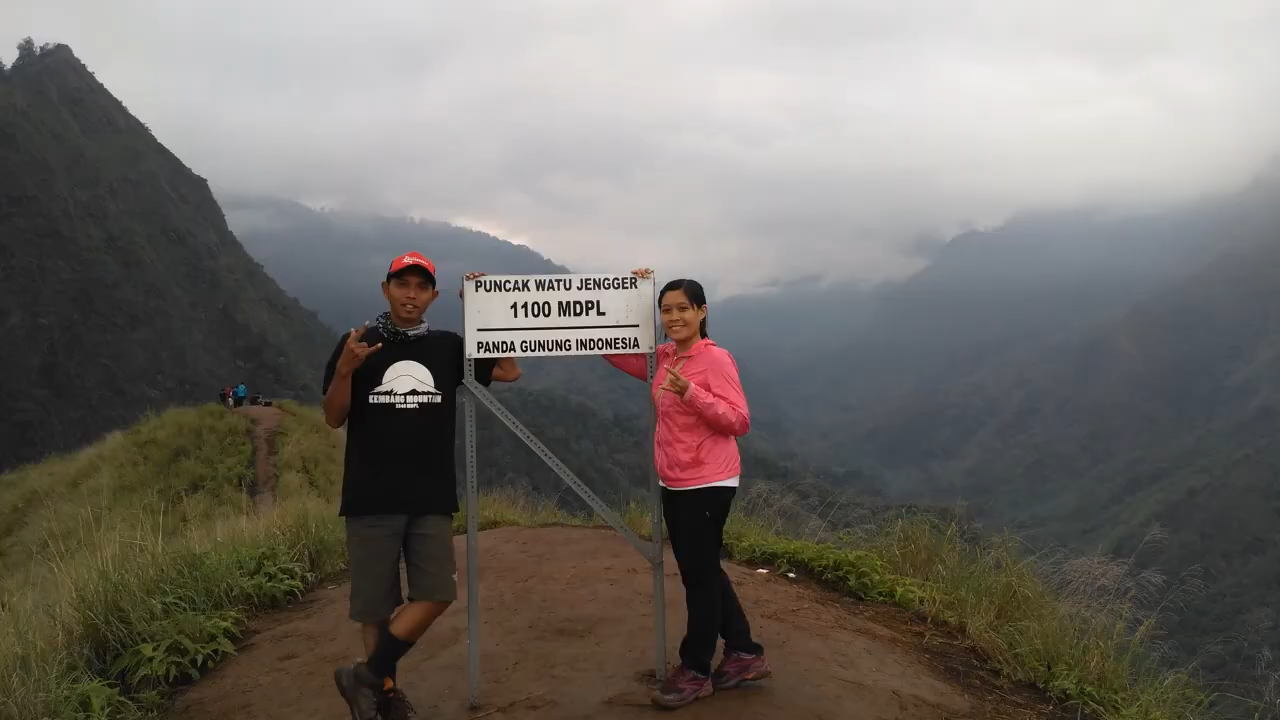 PUNCAK WATU JENGGER
1100 MDPL
PANDA GUNUNG INDONESIA
KEMBANG MOUNTAIN